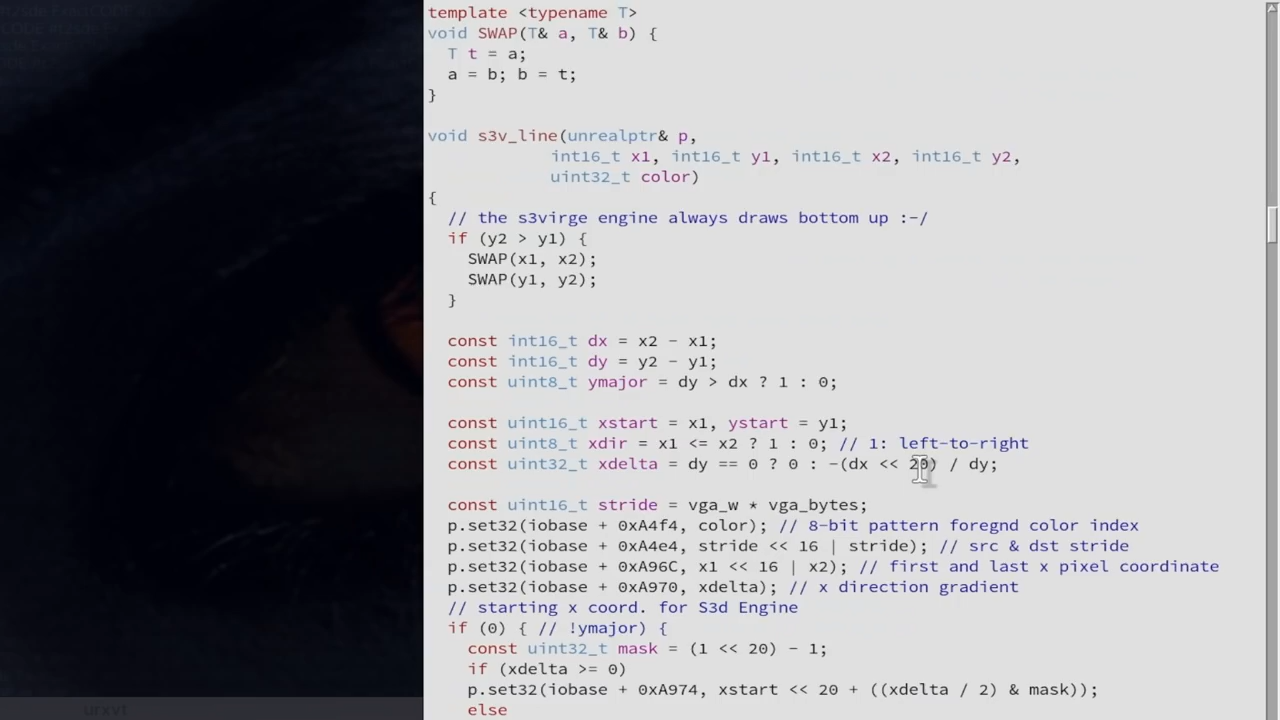 template <typename T>
void SWAP(T& a, T& b) {
  T t = a;
  a = b; b = t;
}

void s3v_line(unrealptr& p,
            int16_t x1, int16_t y1, int16_t x2, int16_t y2,
            uint32_t color)
{
  // the s3virge engine always draws bottom up :-/
  if (y2 > y1) {
    SWAP(x1, x2);
    SWAP(y1, y2);
  }

  const int16_t dx = x2 - x1;
  const int16_t dy = y2 - y1;
  const uint8_t ymajor = dy > dx ? 1 : 0;

  const uint16_t xstart = x1, ystart = y1;
  const uint8_t xdir = x1 <= x2 ? 1 : 0; // 1: left-to-right
  const uint32_t xdelta = dy == 0 ? 0 : -(dx << 20) / dy;

  const uint16_t stride = vga_w * vga_bytes;
  p.set32(iobase + 0xA4f4, color); // 8-bit pattern foregnd color index
  p.set32(iobase + 0xA4e4, stride << 16 | stride); // src & dst stride
  p.set32(iobase + 0xA96C, x1 << 16 | x2); // first and last x pixel coordinate
  p.set32(iobase + 0xA970, xdelta); // x direction gradient
  // starting x coord. for S3d Engine
  if (0) { // !ymajor) {
    const uint32_t mask = (1 << 20) - 1;
    if (xdelta >= 0)
    p.set32(iobase + 0xA974, xstart << 20 + ((xdelta / 2) & mask));
    else
urxvt